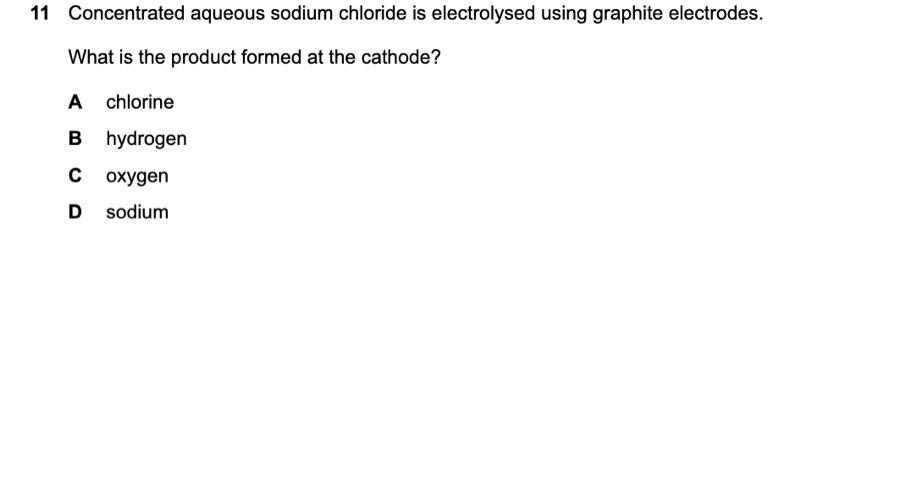 11 Concentrated aqueous sodium chloride is electrolysed using graphite electrodes.
What is the product formed at the cathode?
A chlorine
B hydrogen
C oxygen
D sodium